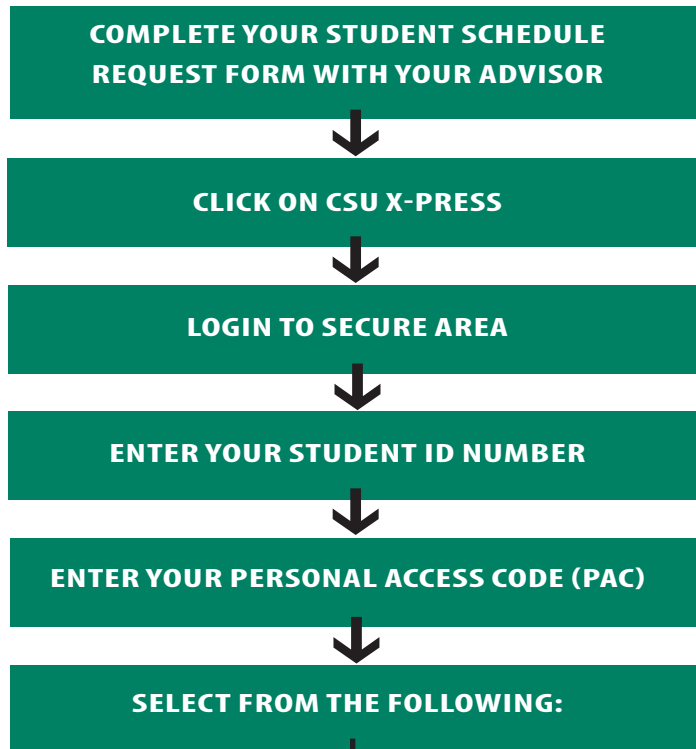 COMPLETE YOUR STUDENT SCHEDULE
REQUEST FORM WITH YOUR ADVISOR
CLICK ON CSU X-PRESS
LOGIN TO SECURE AREA
ENTER YOUR STUDENT ID NUMBER
ENTER YOUR PERSONAL ACCESS CODE (PAC)
SELECT FROM THE FOLLOWING: